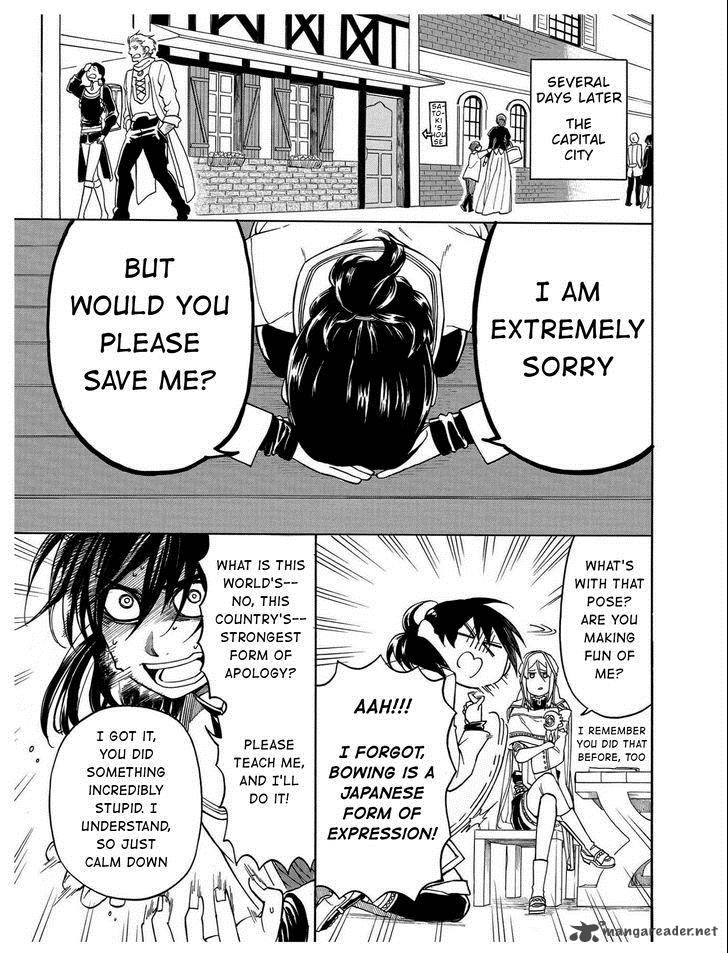 SEVERAL
DAYS LATER
THE
CAPITAL
CITY
SA-
TO-
KI'S
HOUSE
I AM
EXTREMELY
SORRY
BUT
WOULD YOU
PLEASE
SAVE ME?
WHAT'S
WITH THAT
POSE?
ARE YOU
MAKING
FUN OF
ME?
I REMEMBER
YOU DID THAT
BEFORE, TOO
AAH!!!
I FORGOT,
BOWING IS A
JAPANESE
FORM OF
EXPRESSION!
WHAT IS THIS
WORLD'S--
NO, THIS
COUNTRY'S--
STRONGEST
FORM OF
APOLOGY?
PLEASE
TEACH ME,
AND I'LL
DO IT!
I GOT IT,
YOU DID
SOMETHING
INCREDIBLY
STUPID. I
UNDERSTAND,
SO JUST
CALM DOWN
mangareader.net